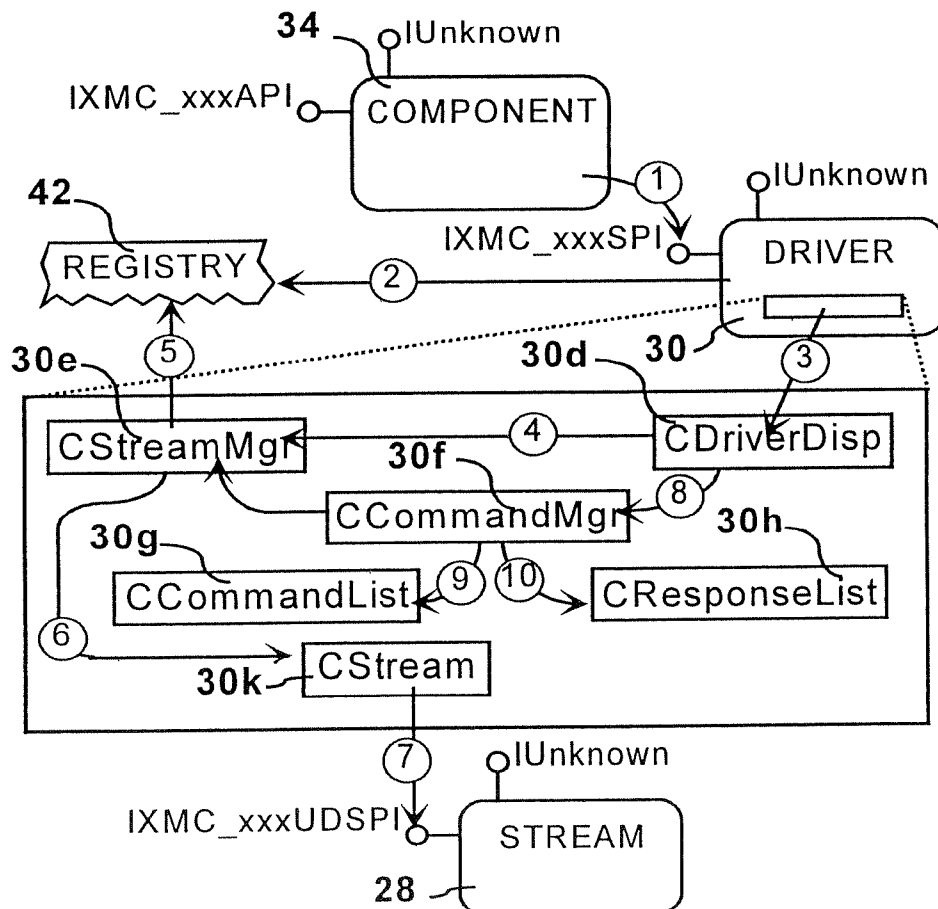 34
IUnknown
IXMC_xxxAPI
COMPONENT
1
IUnknown
42
IXMC_xxxSPI
REGISTRY
2
DRIVER
5
30
3
30e
30d
CStreamMgr
4
CDriverDisp
30f
8
CCommandMgr
30g
30h
9
10
CCommandList
CResponseList
6
CStream
30k
7
IUnknown
IXMC_xxxUDSPI
STREAM
28